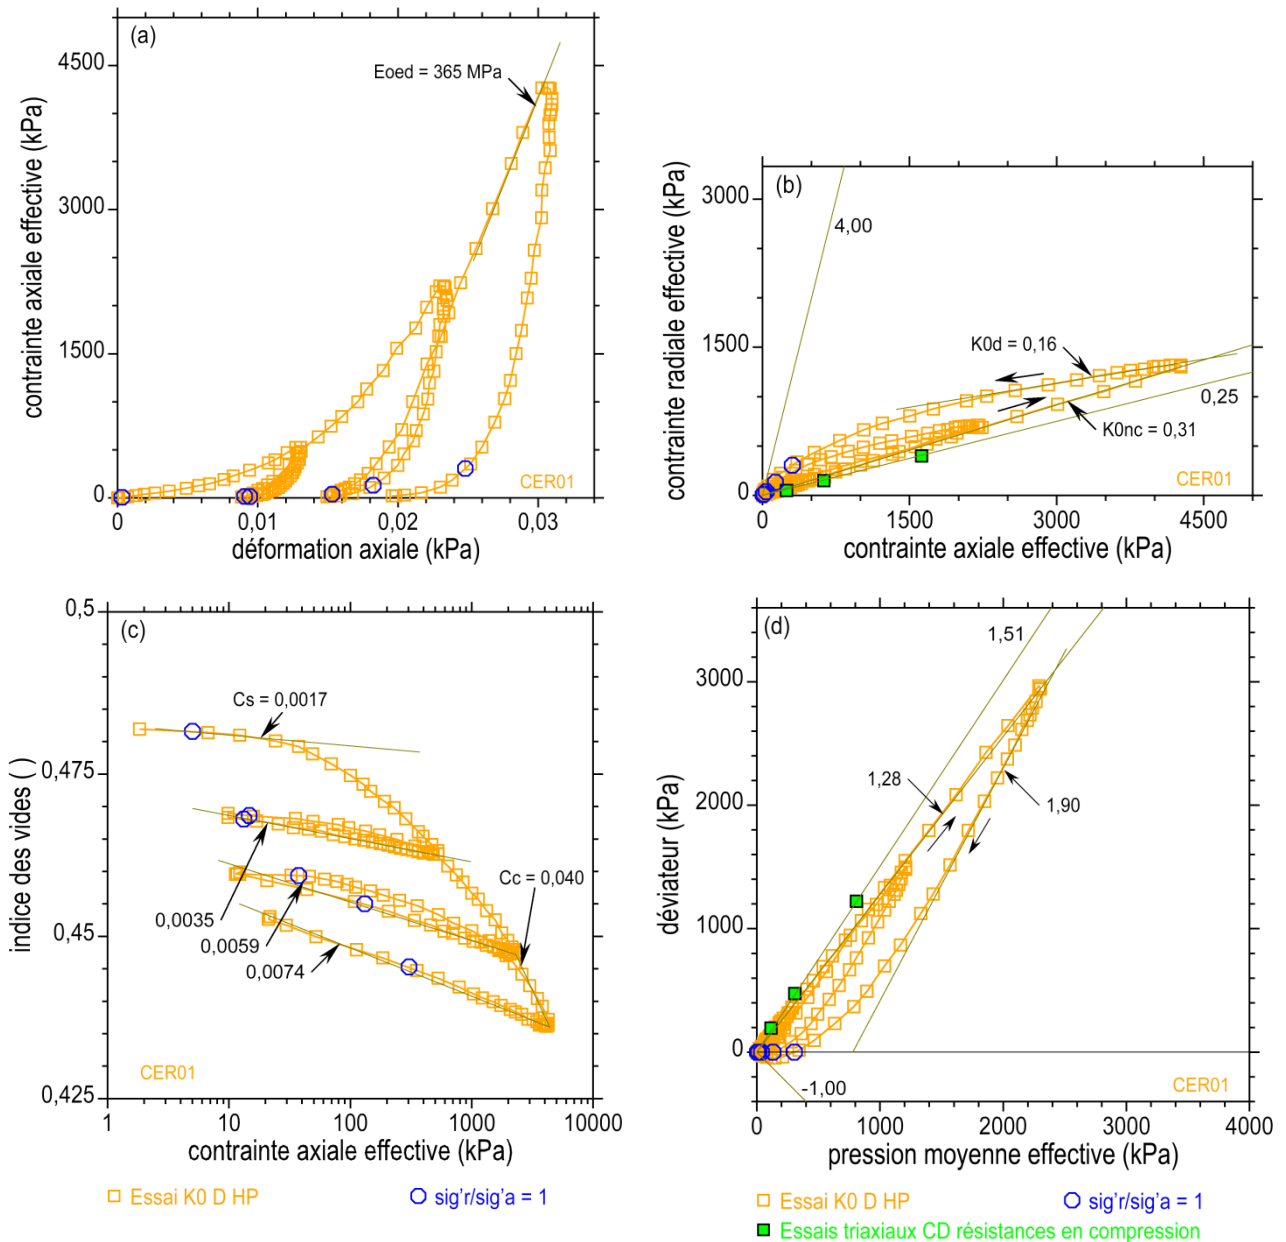 (a)
4500
3000
1500
0
contrainte axiale effective (kPa)
Eoed = 365 MPa
CER01
0
0,01
0,02
0,03
déformation axiale (kPa)
(b)
3000
1500
0
contrainte radiale effective (kPa)
4,00
K0d = 0,16
0,25
K0nc = 0,31
CER01
0
1500
3000
4500
contrainte axiale effective (kPa)
(c)
0,5
0,475
0,45
0,425
indice des vides ( )
Cs = 0,0017
Cc = 0,040
0,0035
0,0059
0,0074
CER01
1
10
100
1000
10000
contrainte axiale effective (kPa)
Essai K0 D HP
sig'r/sig'a = 1
(d)
3000
2000
1000
0
déviateur (kPa)
1,51
1,28
1,90
-1,00
CER01
0
1000
2000
3000
4000
pression moyenne effective (kPa)
Essai K0 D HP
sig'r/sig'a = 1
Essais triaxiaux CD résistances en compression